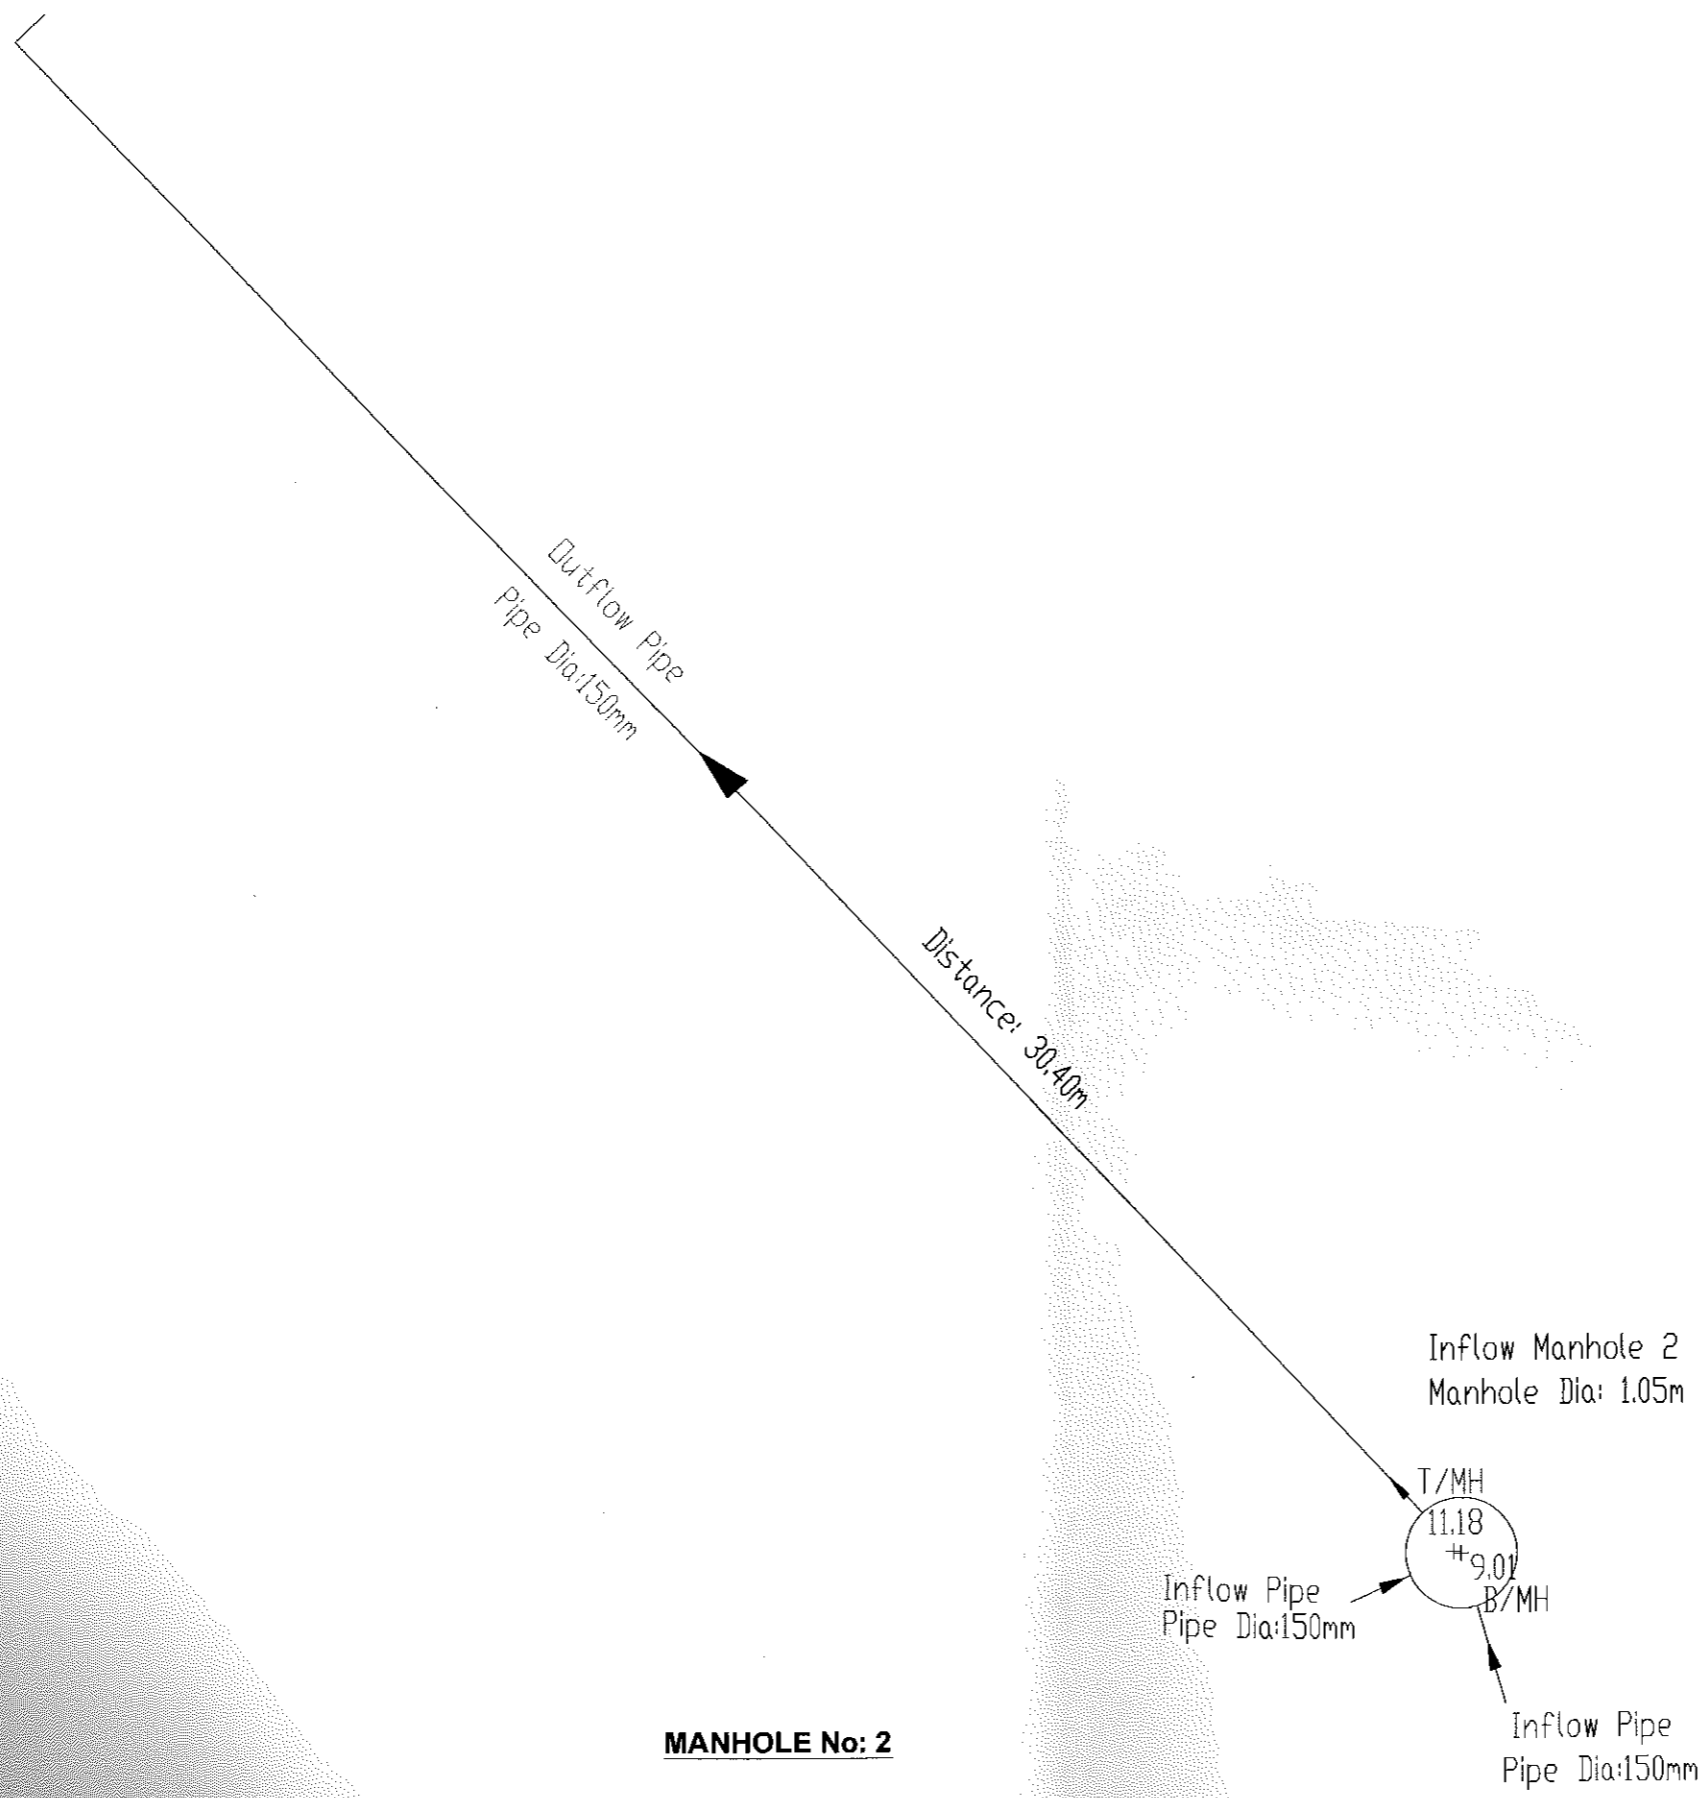 Outflow Pipe
Pipe Dia:150mm
Distance: 30.40m
Inflow Manhole 2
Manhole Dia: 1.05m
T/MH
11.18
9.01
B/MH
Inflow Pipe
Pipe Dia:150mm
Inflow Pipe
Pipe Dia:150mm
MANHOLE No: 2